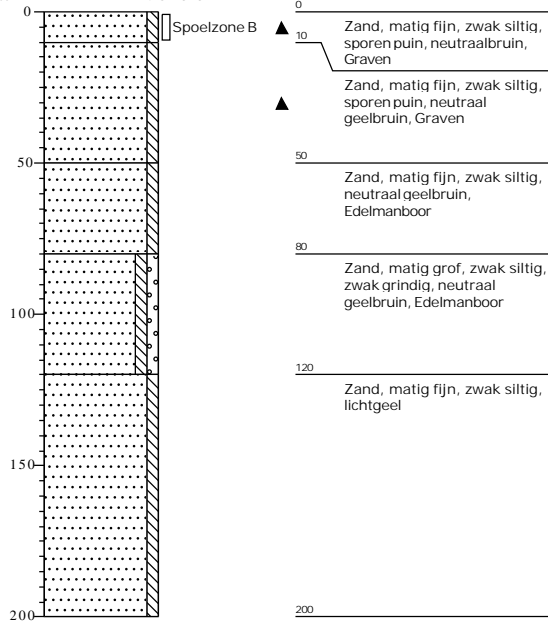 0
50
100
150
200
Spoelzone B
0
Zand, matig fijn, zwak siltig,
sporen puin, neutraalbruin,
Graven
10
Zand, matig fijn, zwak siltig,
sporen puin, neutraal
geelbruin, Graven
50
Zand, matig fijn, zwak siltig,
neutraal geelbruin,
Edelmanboor
80
Zand, matig grof, zwak siltig,
zwak grindig, neutraal
geelbruin, Edelmanboor
120
Zand, matig fijn, zwak siltig,
lichtgeel
200